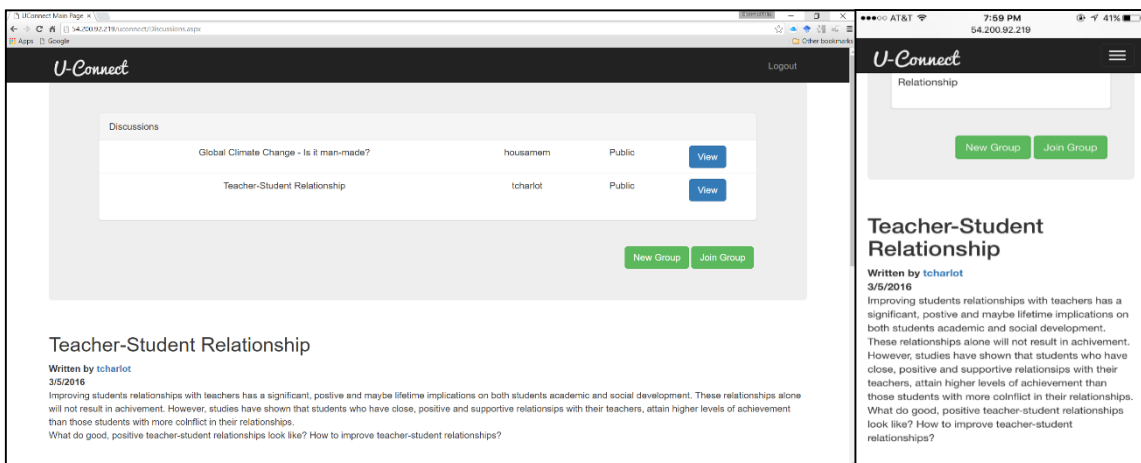 UConnect Main Page
54.200.92.219/uconnect/Discussions.aspx
Apps Google Other bookmarks
U-Connect Logout
Discussions
Global Climate Change - Is it man-made? housamem Public View
Teacher-Student Relationship tcharlot Public View
New Group Join Group
Teacher-Student Relationship
Written by tcharlot
3/5/2016
Improving students relationships with teachers has a significant, postive and maybe lifetime implications on both students academic and social development. These relationships alone
will not result in achivement. However, studies have shown that students who have close, positive and supportive relationsips with their teachers, attain higher levels of achievement
than those students with more colnflict in their relationships.
What do good, positive teacher-student relationships look like? How to improve teacher-student relationships?
AT&T 7:59 PM 41%
54.200.92.219
U-Connect
Relationship
New Group Join Group
Teacher-Student
Relationship
Written by tcharlot
3/5/2016
Improving students relationships with teachers has a
significant, postive and maybe lifetime implications on
both students academic and social development.
These relationships alone will not result in achivement.
However, studies have shown that students who have
close, positive and supportive relationsips with their
teachers, attain higher levels of achievement than
those students with more colnflict in their relationships.
What do good, positive teacher-student relationships
look like? How to improve teacher-student
relationships?